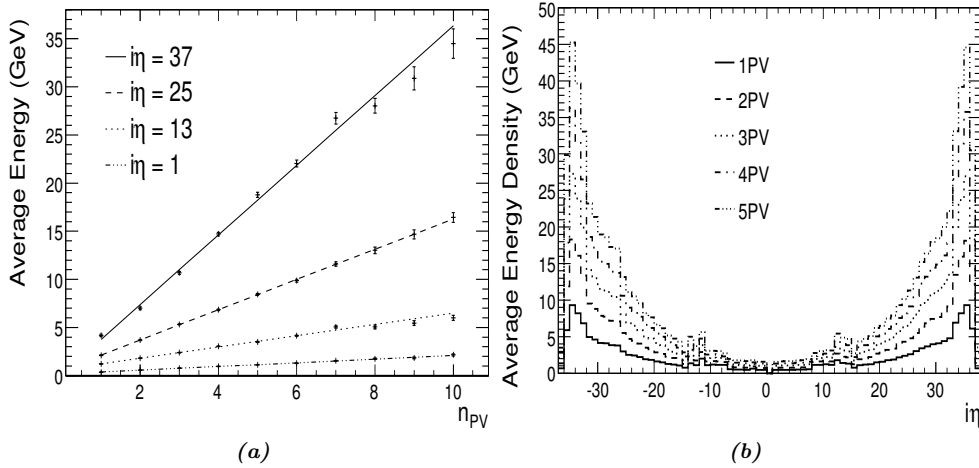 Average Energy (GeV)
35
30
25
20
15
10
5
0
iη = 37
iη = 25
iη = 13
iη = 1
2
4
6
8
10
n_PV
(a)
Average Energy Density (GeV)
50
45
40
35
30
25
20
15
10
5
0
1PV
2PV
3PV
4PV
5PV
-30
-20
-10
0
10
20
30
iη
(b)